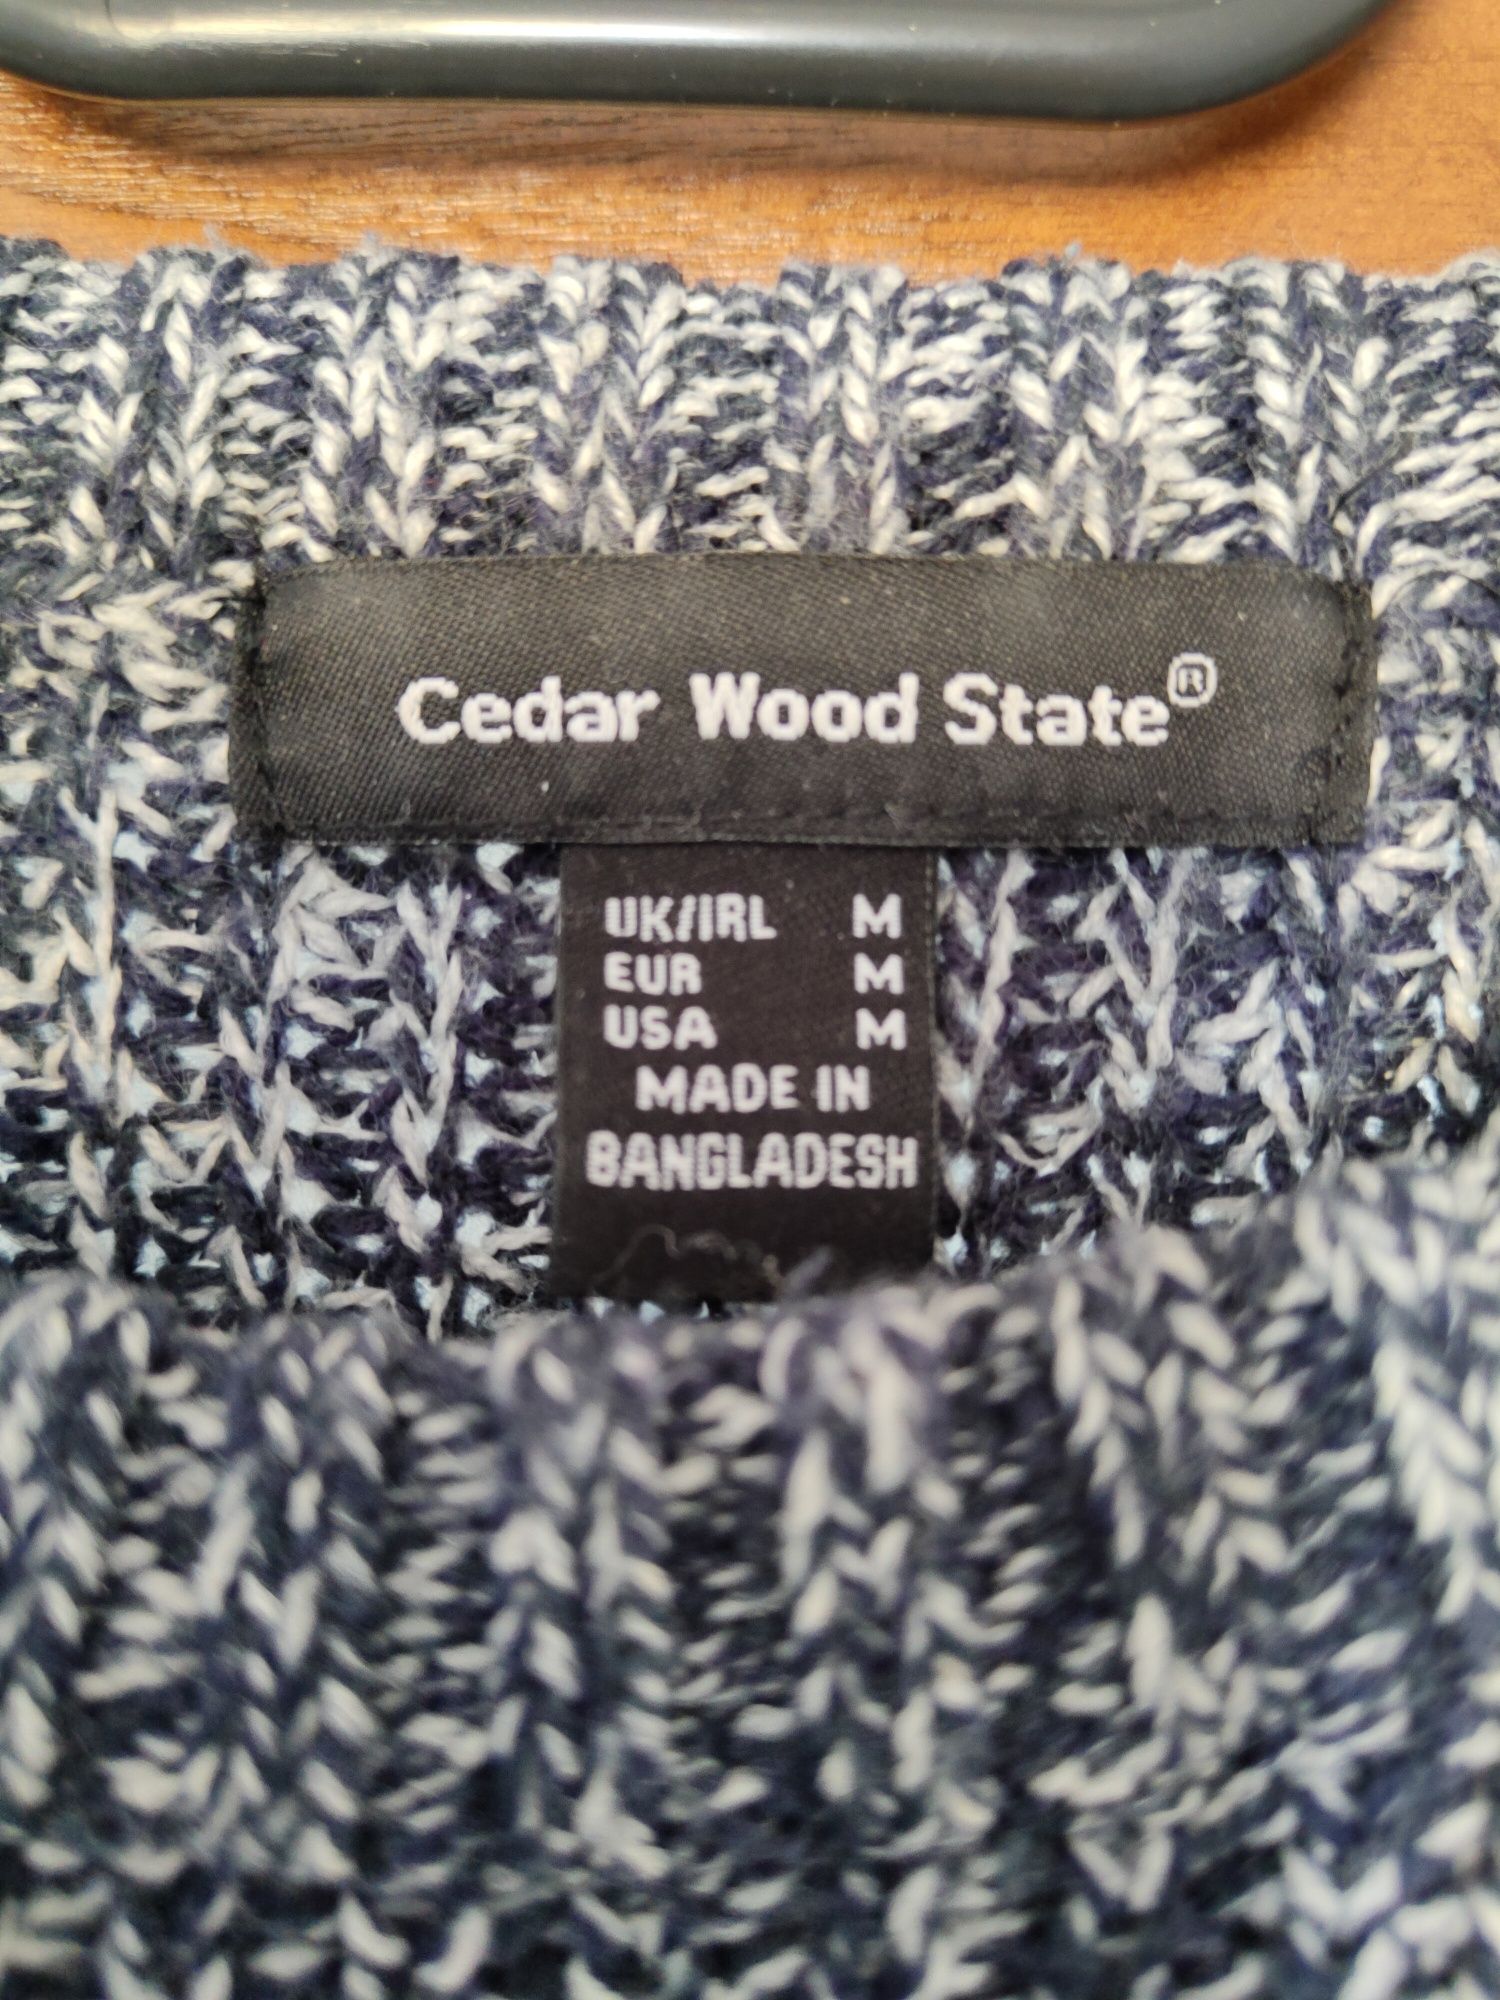 Cedar Wood State®
UK/IRL M
EUR M
USA M
MADE IN
BANGLADESH